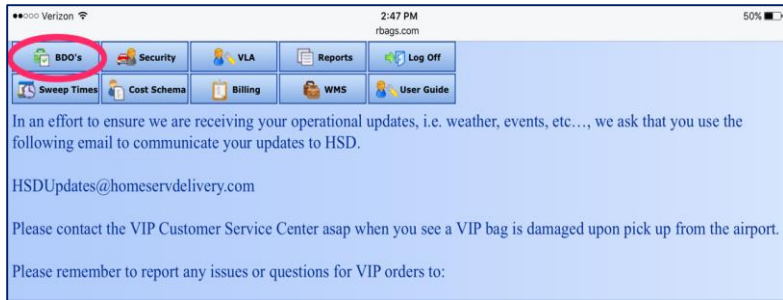 ●●○○○ Verizon 2:47 PM 50%
rbags.com
BDO's Security VLA Reports Log Off
Sweep Times Cost Schema Billing WMS User Guide
In an effort to ensure we are receiving your operational updates, i.e. weather, events, etc…, we ask that you use the
following email to communicate your updates to HSD.
HSDUpdates@homeservdelivery.com
Please contact the VIP Customer Service Center asap when you see a VIP bag is damaged upon pick up from the airport.
Please remember to report any issues or questions for VIP orders to: